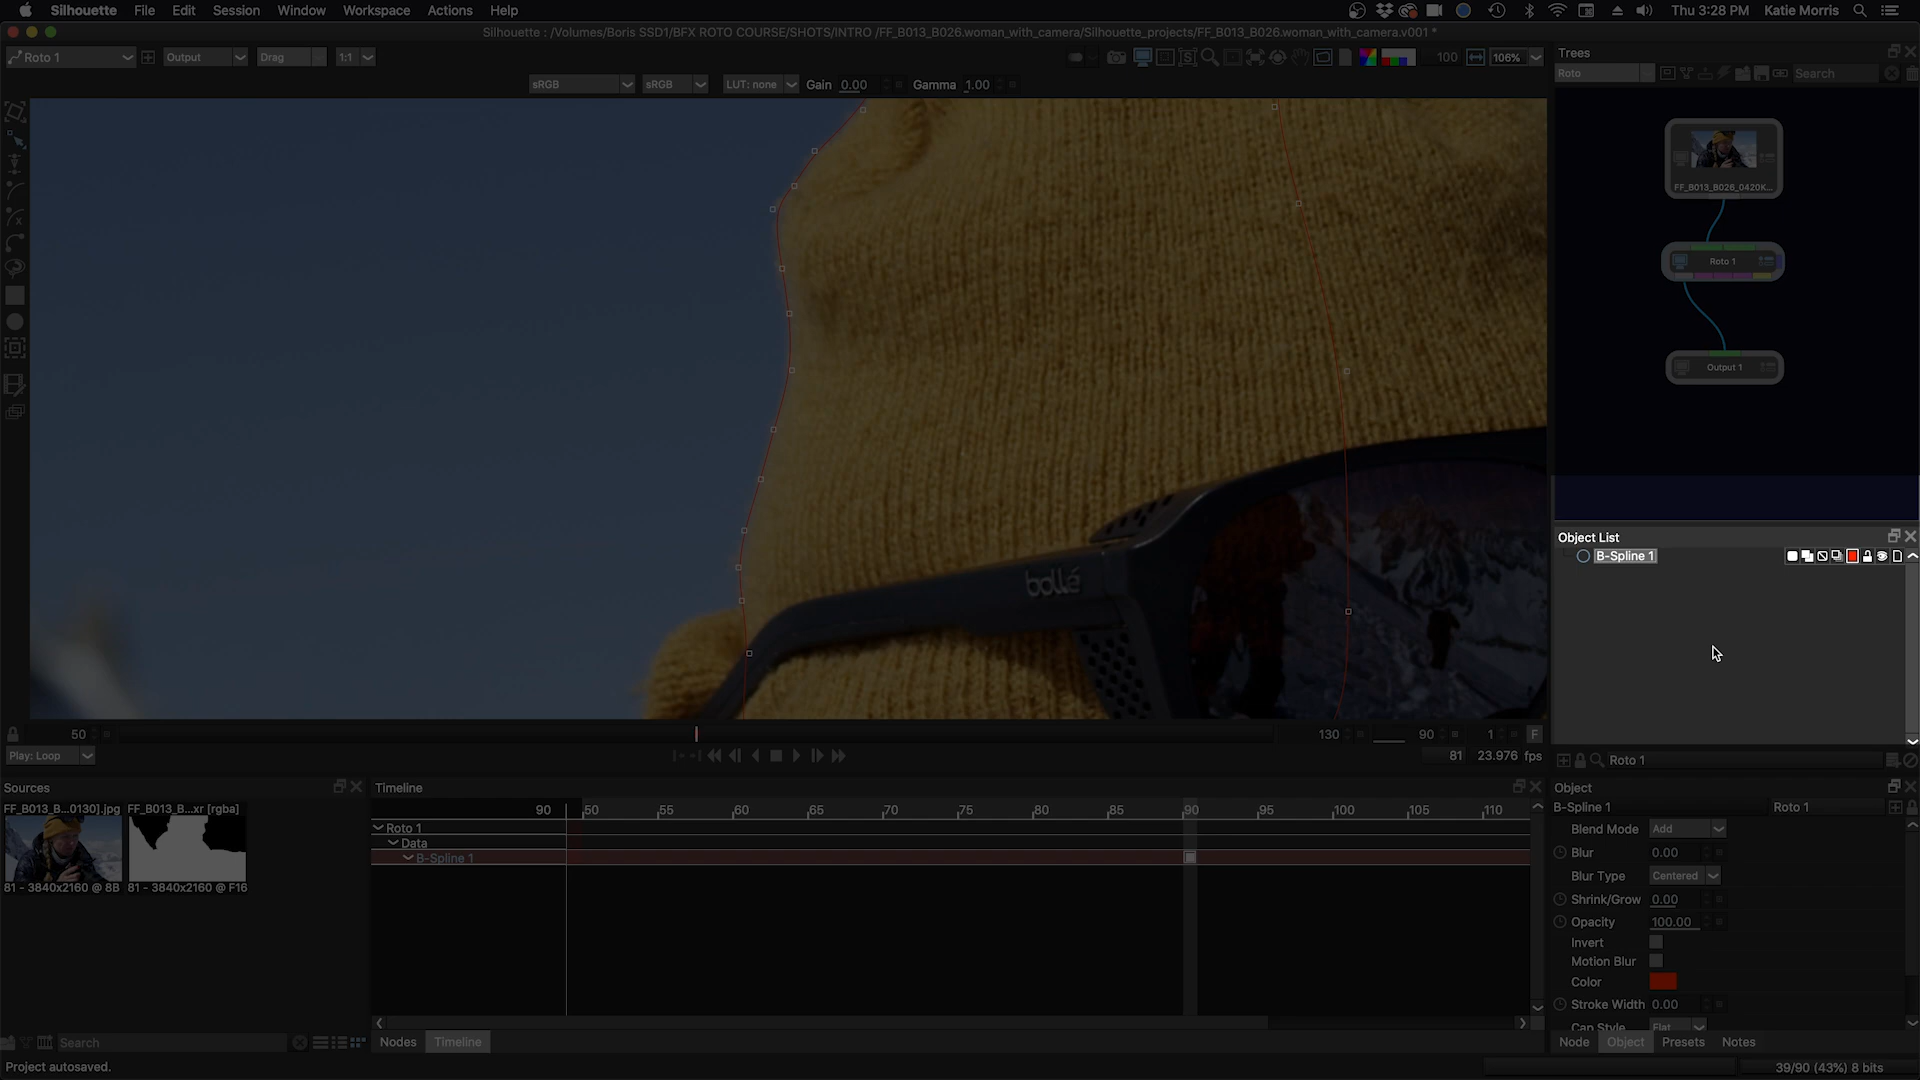 Silhouette File Edit Session Window Workspace Actions Help Thu 3:28 PM Katie Morris
Silhouette : /Volumes/Boris SSD1/BFX ROTO COURSE/SHOTS/INTRO /FF_B013_B026.woman_with_camera/Silhouette_projects/FF_B013_B026.woman_with_camera.v001 *
Roto 1 Output Drag 1:1 100 106%
sRGB sRGB LUT: none Gain 0.00 Gamma 1.00
Trees
Roto Search
FF_B013_B026_0420K...
Roto 1
Output 1
bollé
Object List
B-Spline 1
50 130 90 1 F
Play: Loop 81 23.976 fps
Roto 1
Sources
FF_B013_B...0130].jpg FF_B013_B...xr [rgba]
81 - 3840x2160 @ 8B 81 - 3840x2160 @ F16
Search
Timeline
90 50 55 60 65 70 75 80 85 90 95 100 105 110
Roto 1
Data
B-Spline 1
Nodes Timeline
Object
B-Spline 1 Roto 1
Blend Mode Add
Blur 0.00
Blur Type Centered
Shrink/Grow 0.00
Opacity 100.00
Invert
Motion Blur
Color
Stroke Width 0.00
Cap Style Flat
Node Object Presets Notes
Project autosaved. 39/90 (43%) 8 bits